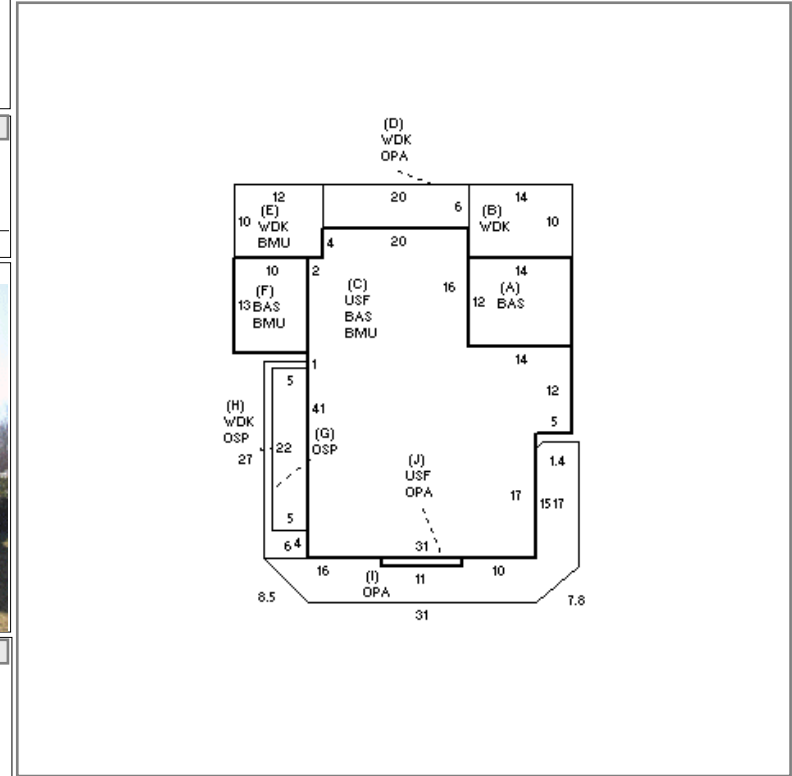 (D)
WDK
OPA
12
20
14
10
(E)
WDK
BMU
6
(B)
WDK
10
4
20
10
2
14
(F)
BAS
BMU
13
(C)
USF
BAS
BMU
16
12
(A)
BAS
1
14
5
12
(H)
WDK
OSP
41
5
27
22
(G)
OSP
(J)
USF
OPA
1.4
17
15
17
5
6
4
31
16
(I)
OPA
11
10
8.5
7.8
31